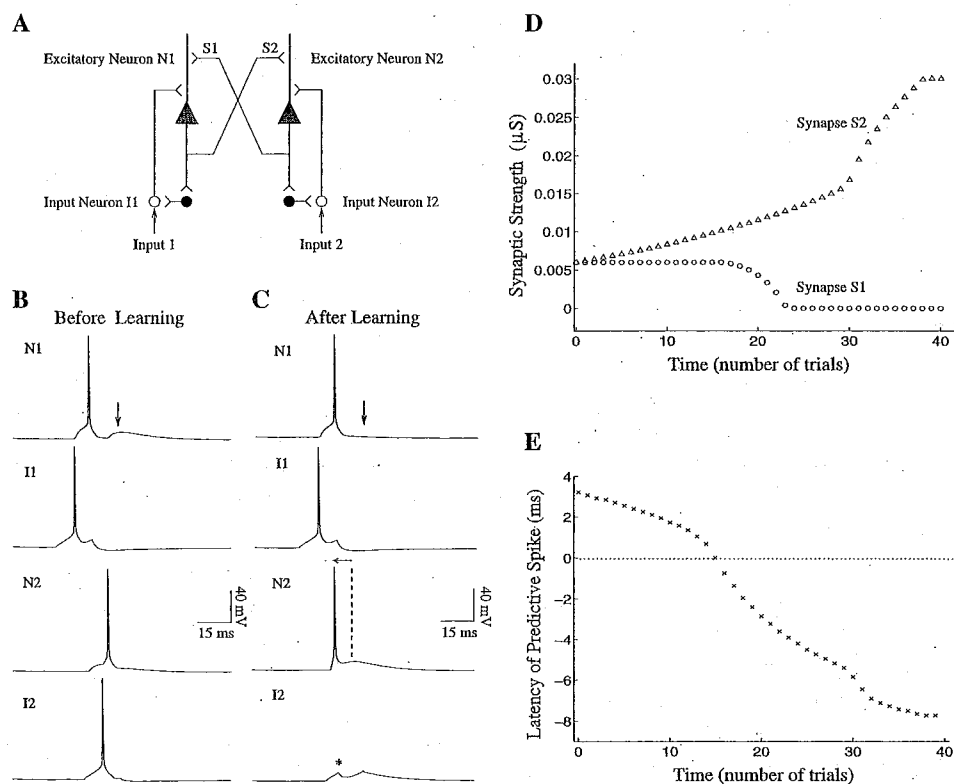 A
S1
S2
Excitatory Neuron N1
Excitatory Neuron N2
Input Neuron I1
Input Neuron I2
Input 1
Input 2
B
Before Learning
N1
I1
N2
40 mV
15 ms
I2
C
After Learning
N1
I1
N2
40 mV
15 ms
I2
*
D
Synaptic Strength (μS)
0.03
0.025
0.02
0.015
0.01
0.005
0
Synapse S2
Synapse S1
0
10
20
30
40
Time (number of trials)
E
Latency of Predictive Spike (ms)
4
2
0
−2
−4
−6
−8
0
10
20
30
40
Time (number of trials)